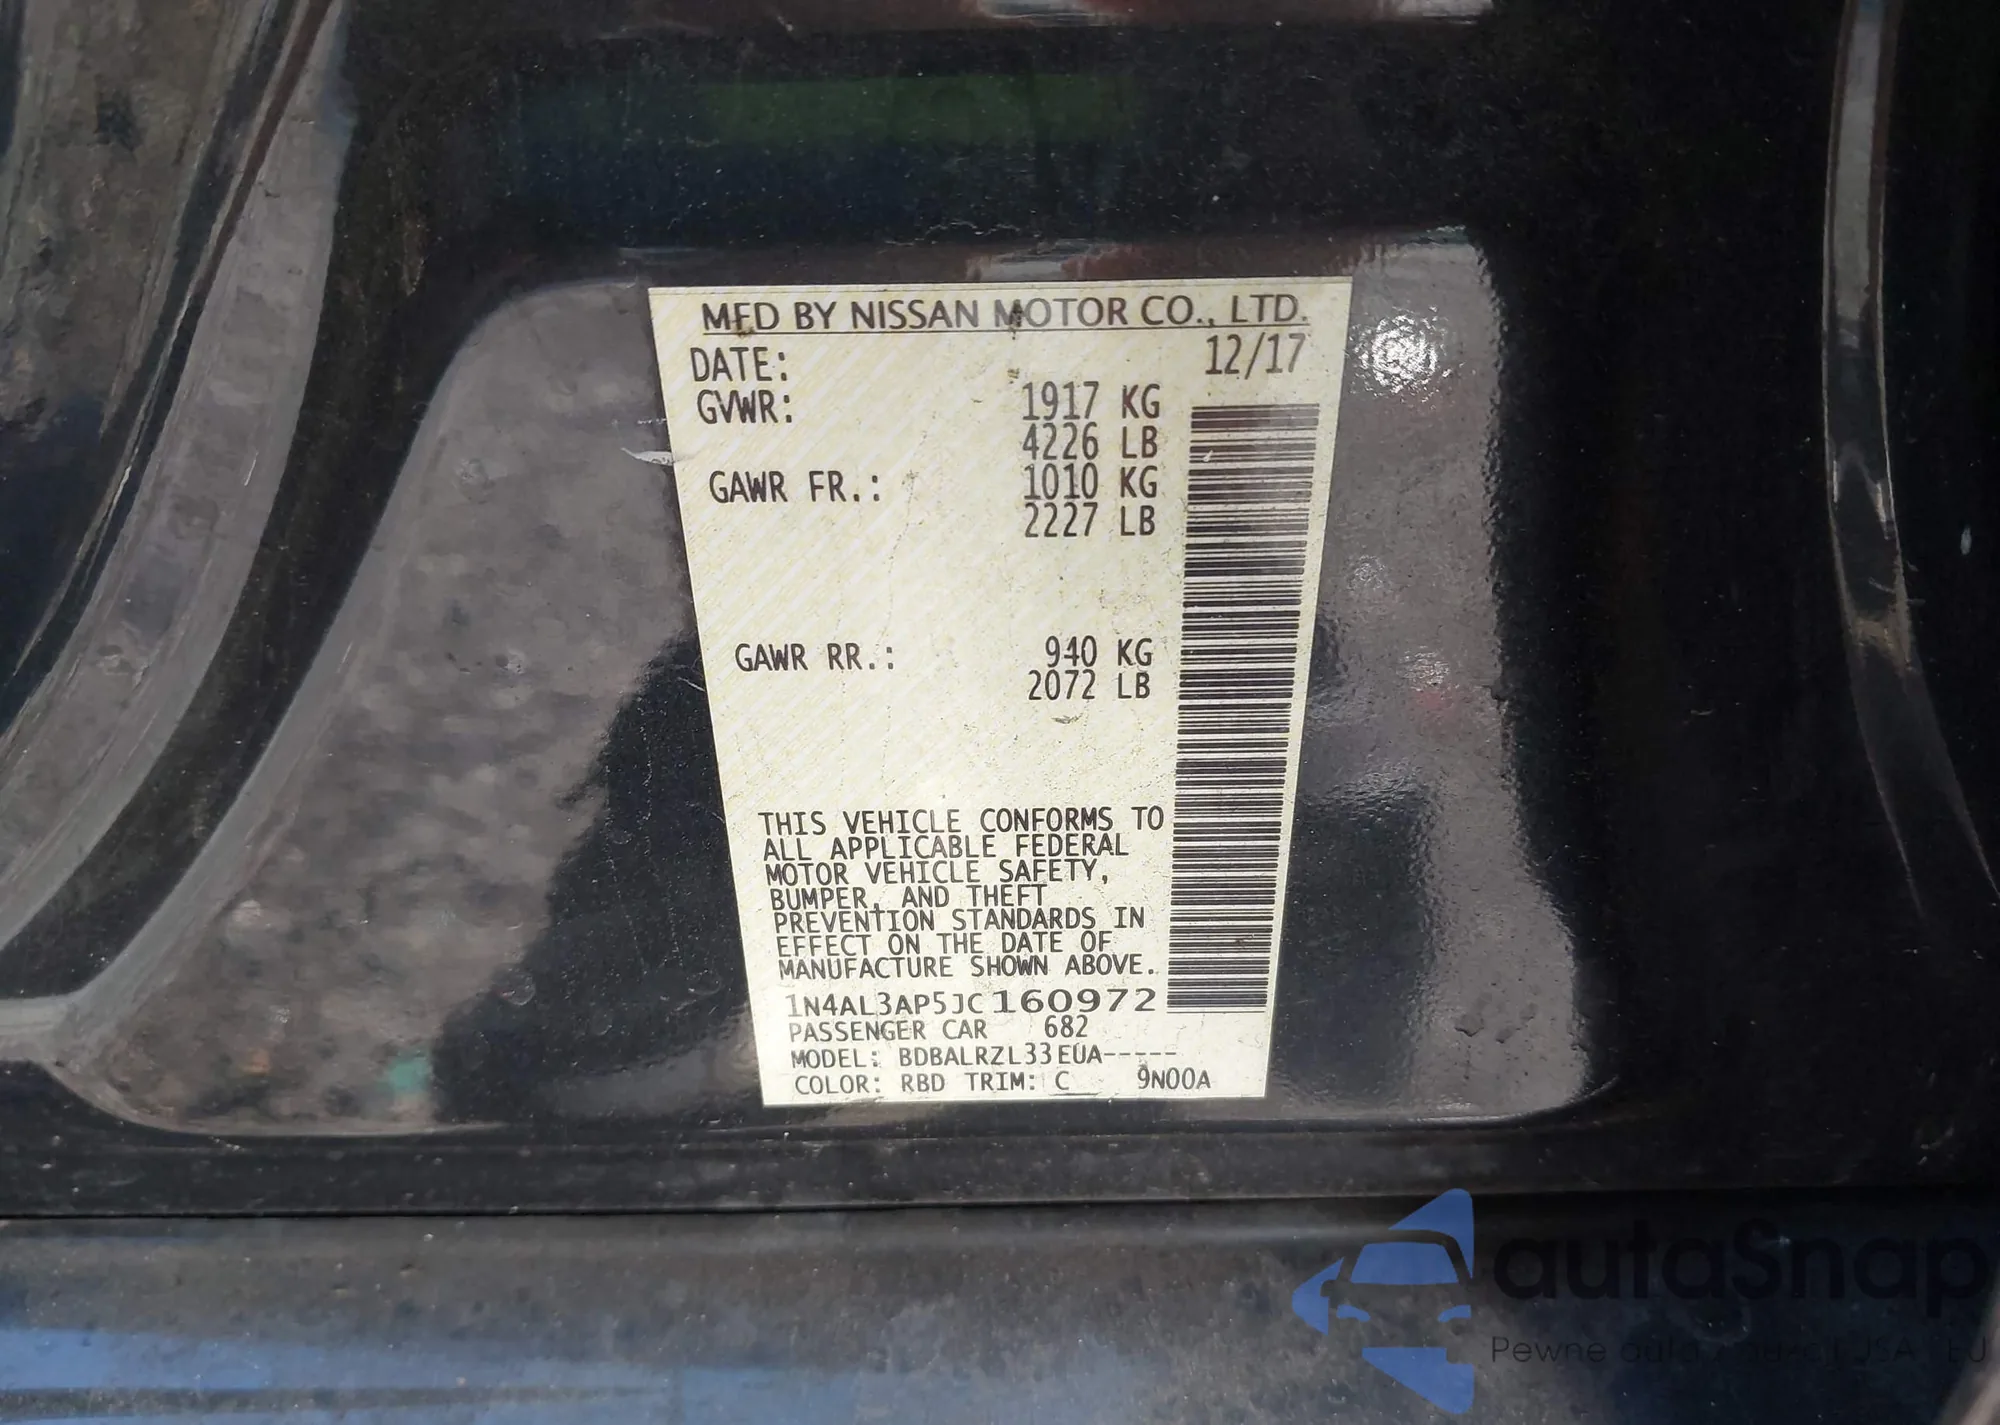 MFD BY NISSAN MOTOR CO., LTD.
DATE: 12/17
GVWR: 1917 KG
4226 LB
GAWR FR.: 1010 KG
2227 LB
GAWR RR.: 940 KG
2072 LB
THIS VEHICLE CONFORMS TO
ALL APPLICABLE FEDERAL
MOTOR VEHICLE SAFETY,
BUMPER, AND THEFT
PREVENTION STANDARDS IN
EFFECT ON THE DATE OF
MANUFACTURE SHOWN ABOVE.
1N4AL3AP5JC160972
PASSENGER CAR 682
MODEL: BDBALRZL33EUA-----
COLOR: RBD TRIM: C 9N00A
autaSnap
Pewne auta